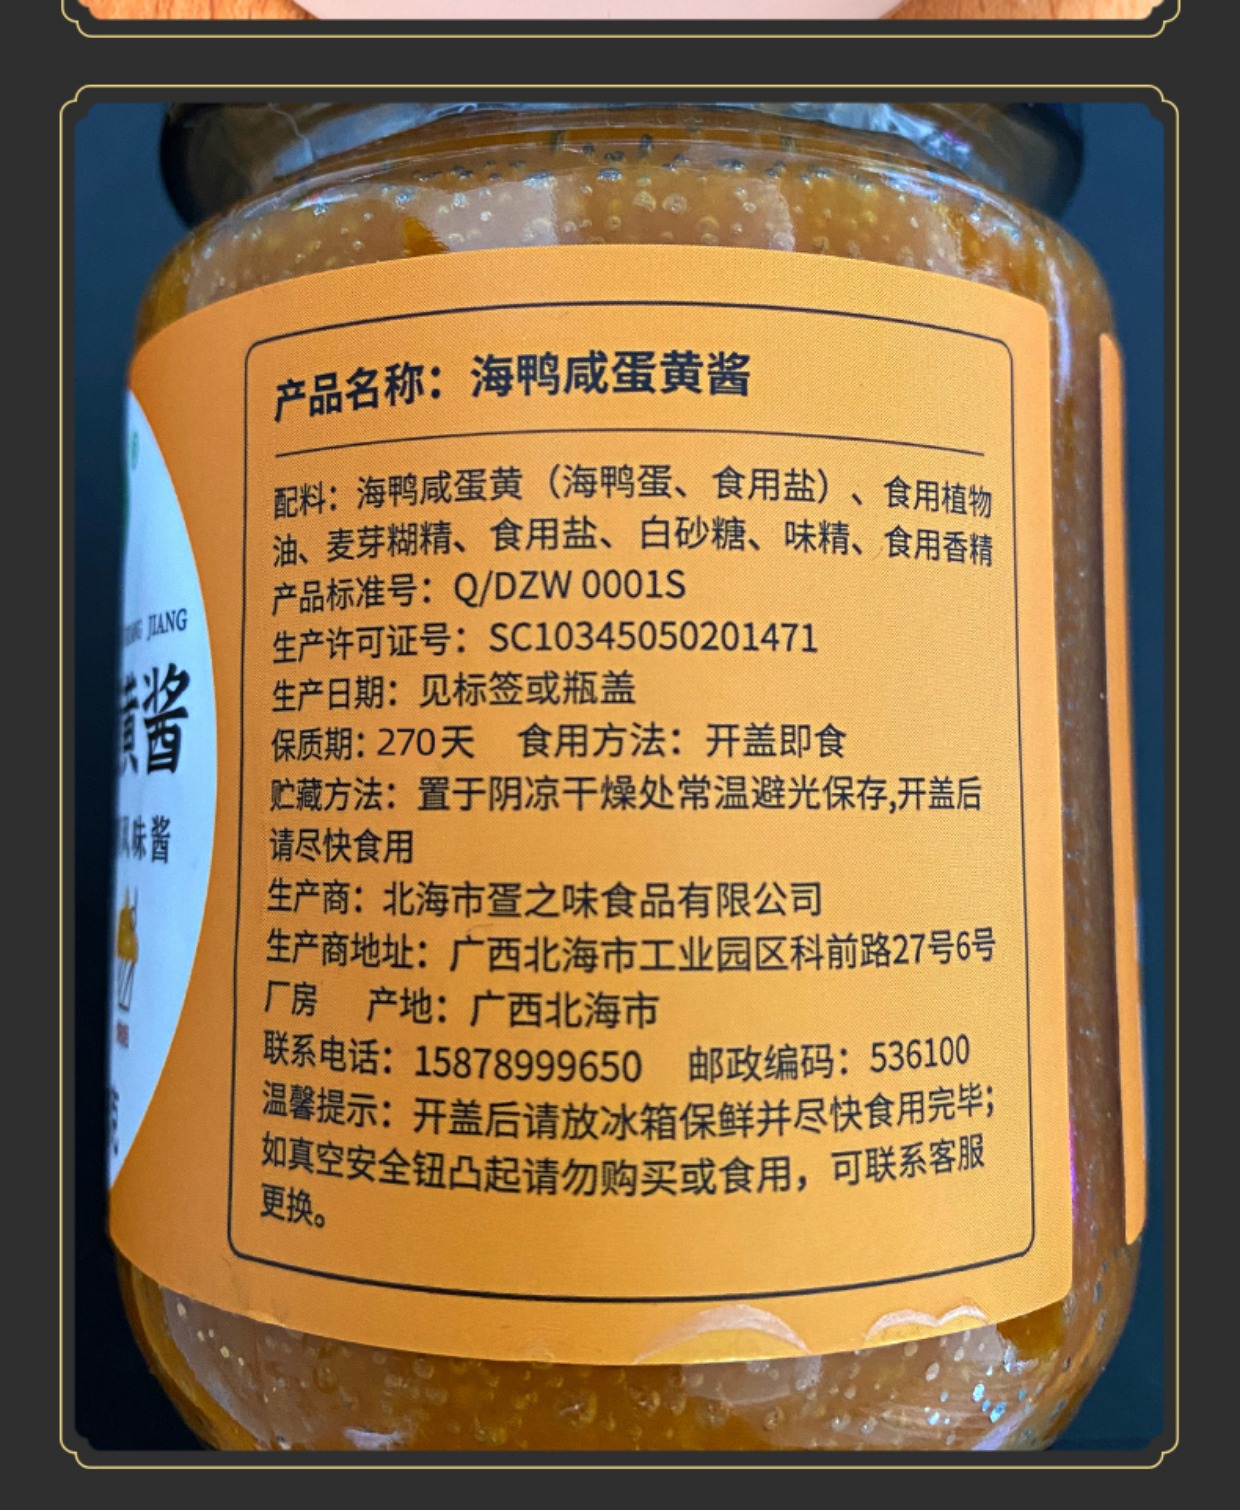 产品名称：海鸭咸蛋黄酱
配料：海鸭咸蛋黄（海鸭蛋、食用盐）、食用植物
油、麦芽糊精、食用盐、白砂糖、味精、食用香精
产品标准号：Q/DZW 0001S
生产许可证号：SC10345050201471
生产日期：见标签或瓶盖
保质期：270天 食用方法：开盖即食
贮藏方法：置于阴凉干燥处常温避光保存,开盖后
请尽快食用
生产商：北海市疍之味食品有限公司
生产商地址：广西北海市工业园区科前路27号6号
厂房 产地：广西北海市
联系电话：15878999650 邮政编码：536100
温馨提示：开盖后请放冰箱保鲜并尽快食用完毕；
如真空安全钮凸起请勿购买或食用，可联系客服
更换。
JIANG
黄酱
风味酱